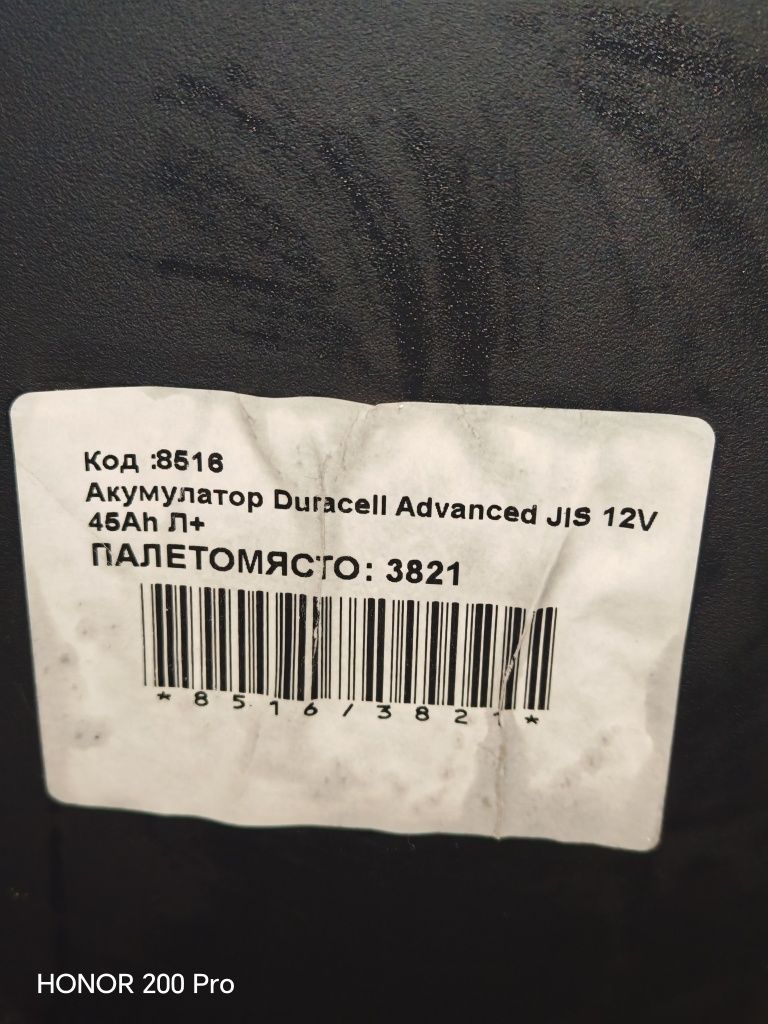 Код :8516
Акумулатор Duracell Advanced JIS 12V
45Ah Л+
ПАЛЕТОМЯСТО: 3821
*8516/3821*
HONOR 200 Pro